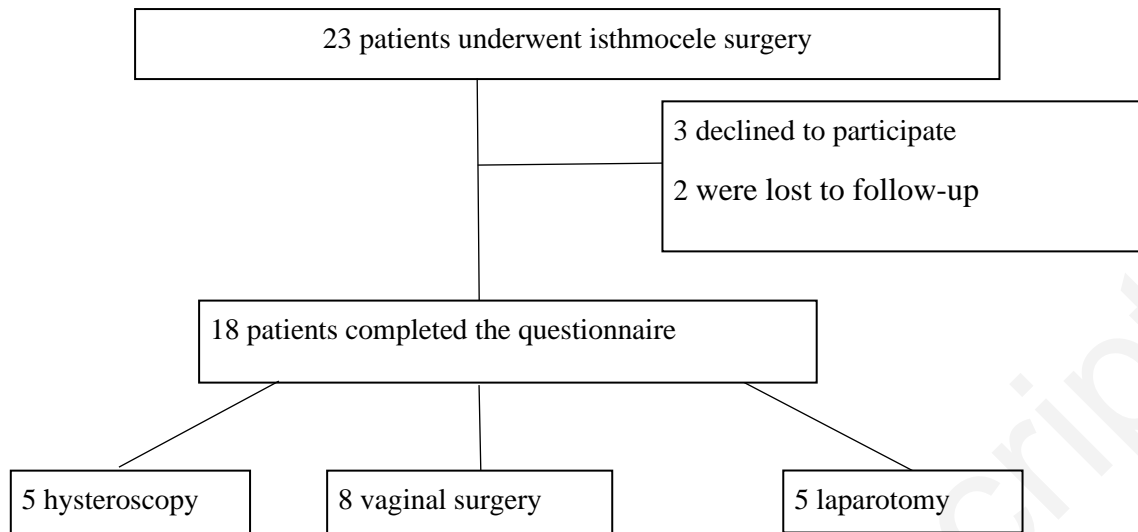 23 patients underwent isthmocele surgery
3 declined to participate
2 were lost to follow-up
18 patients completed the questionnaire
5 hysteroscopy
8 vaginal surgery
5 laparotomy